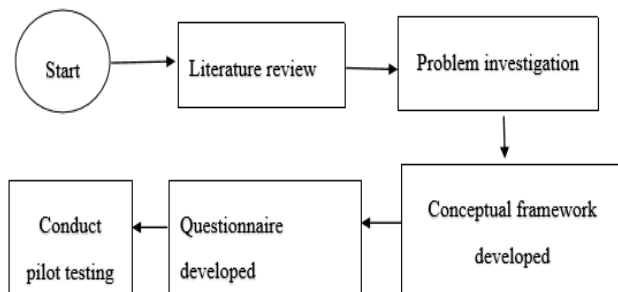 Start
Literature review
Problem investigation
Conceptual framework
developed
Questionnaire
developed
Conduct
pilot testing